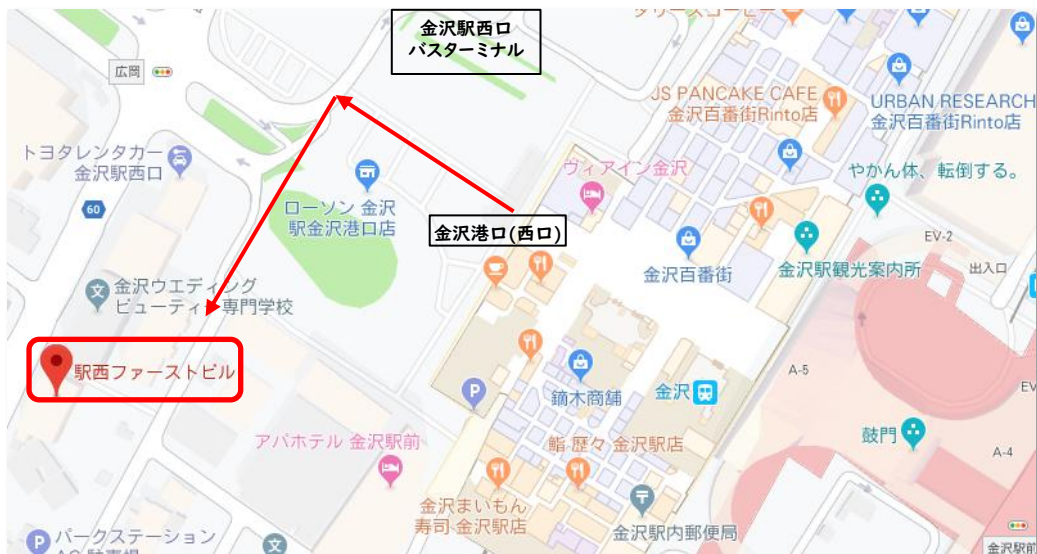 金沢駅西口
バスターミナル
広岡
JS PANCAKE CAFE
金沢百番街Rinto店
URBAN RESEARCH
金沢百番街Rinto店
トヨタレンタカー
金沢駅西口
60
ヴィアイン金沢
やかん体、転倒する。
ローソン 金沢
駅金沢港口店
金沢港口(西口)
EV-2
出入口
金沢百番街
金沢駅観光案内所
金沢ウエディング
ビューティー専門学校
駅西ファーストビル
P
鏑木商舗
金沢
A-5
EV
アパホテル 金沢駅前
鮨 歴々 金沢駅店
鼓門
A-4
金沢まいもん
寿司 金沢駅店
金沢駅内郵便局
P
パークステーション
文
文
金沢駅前